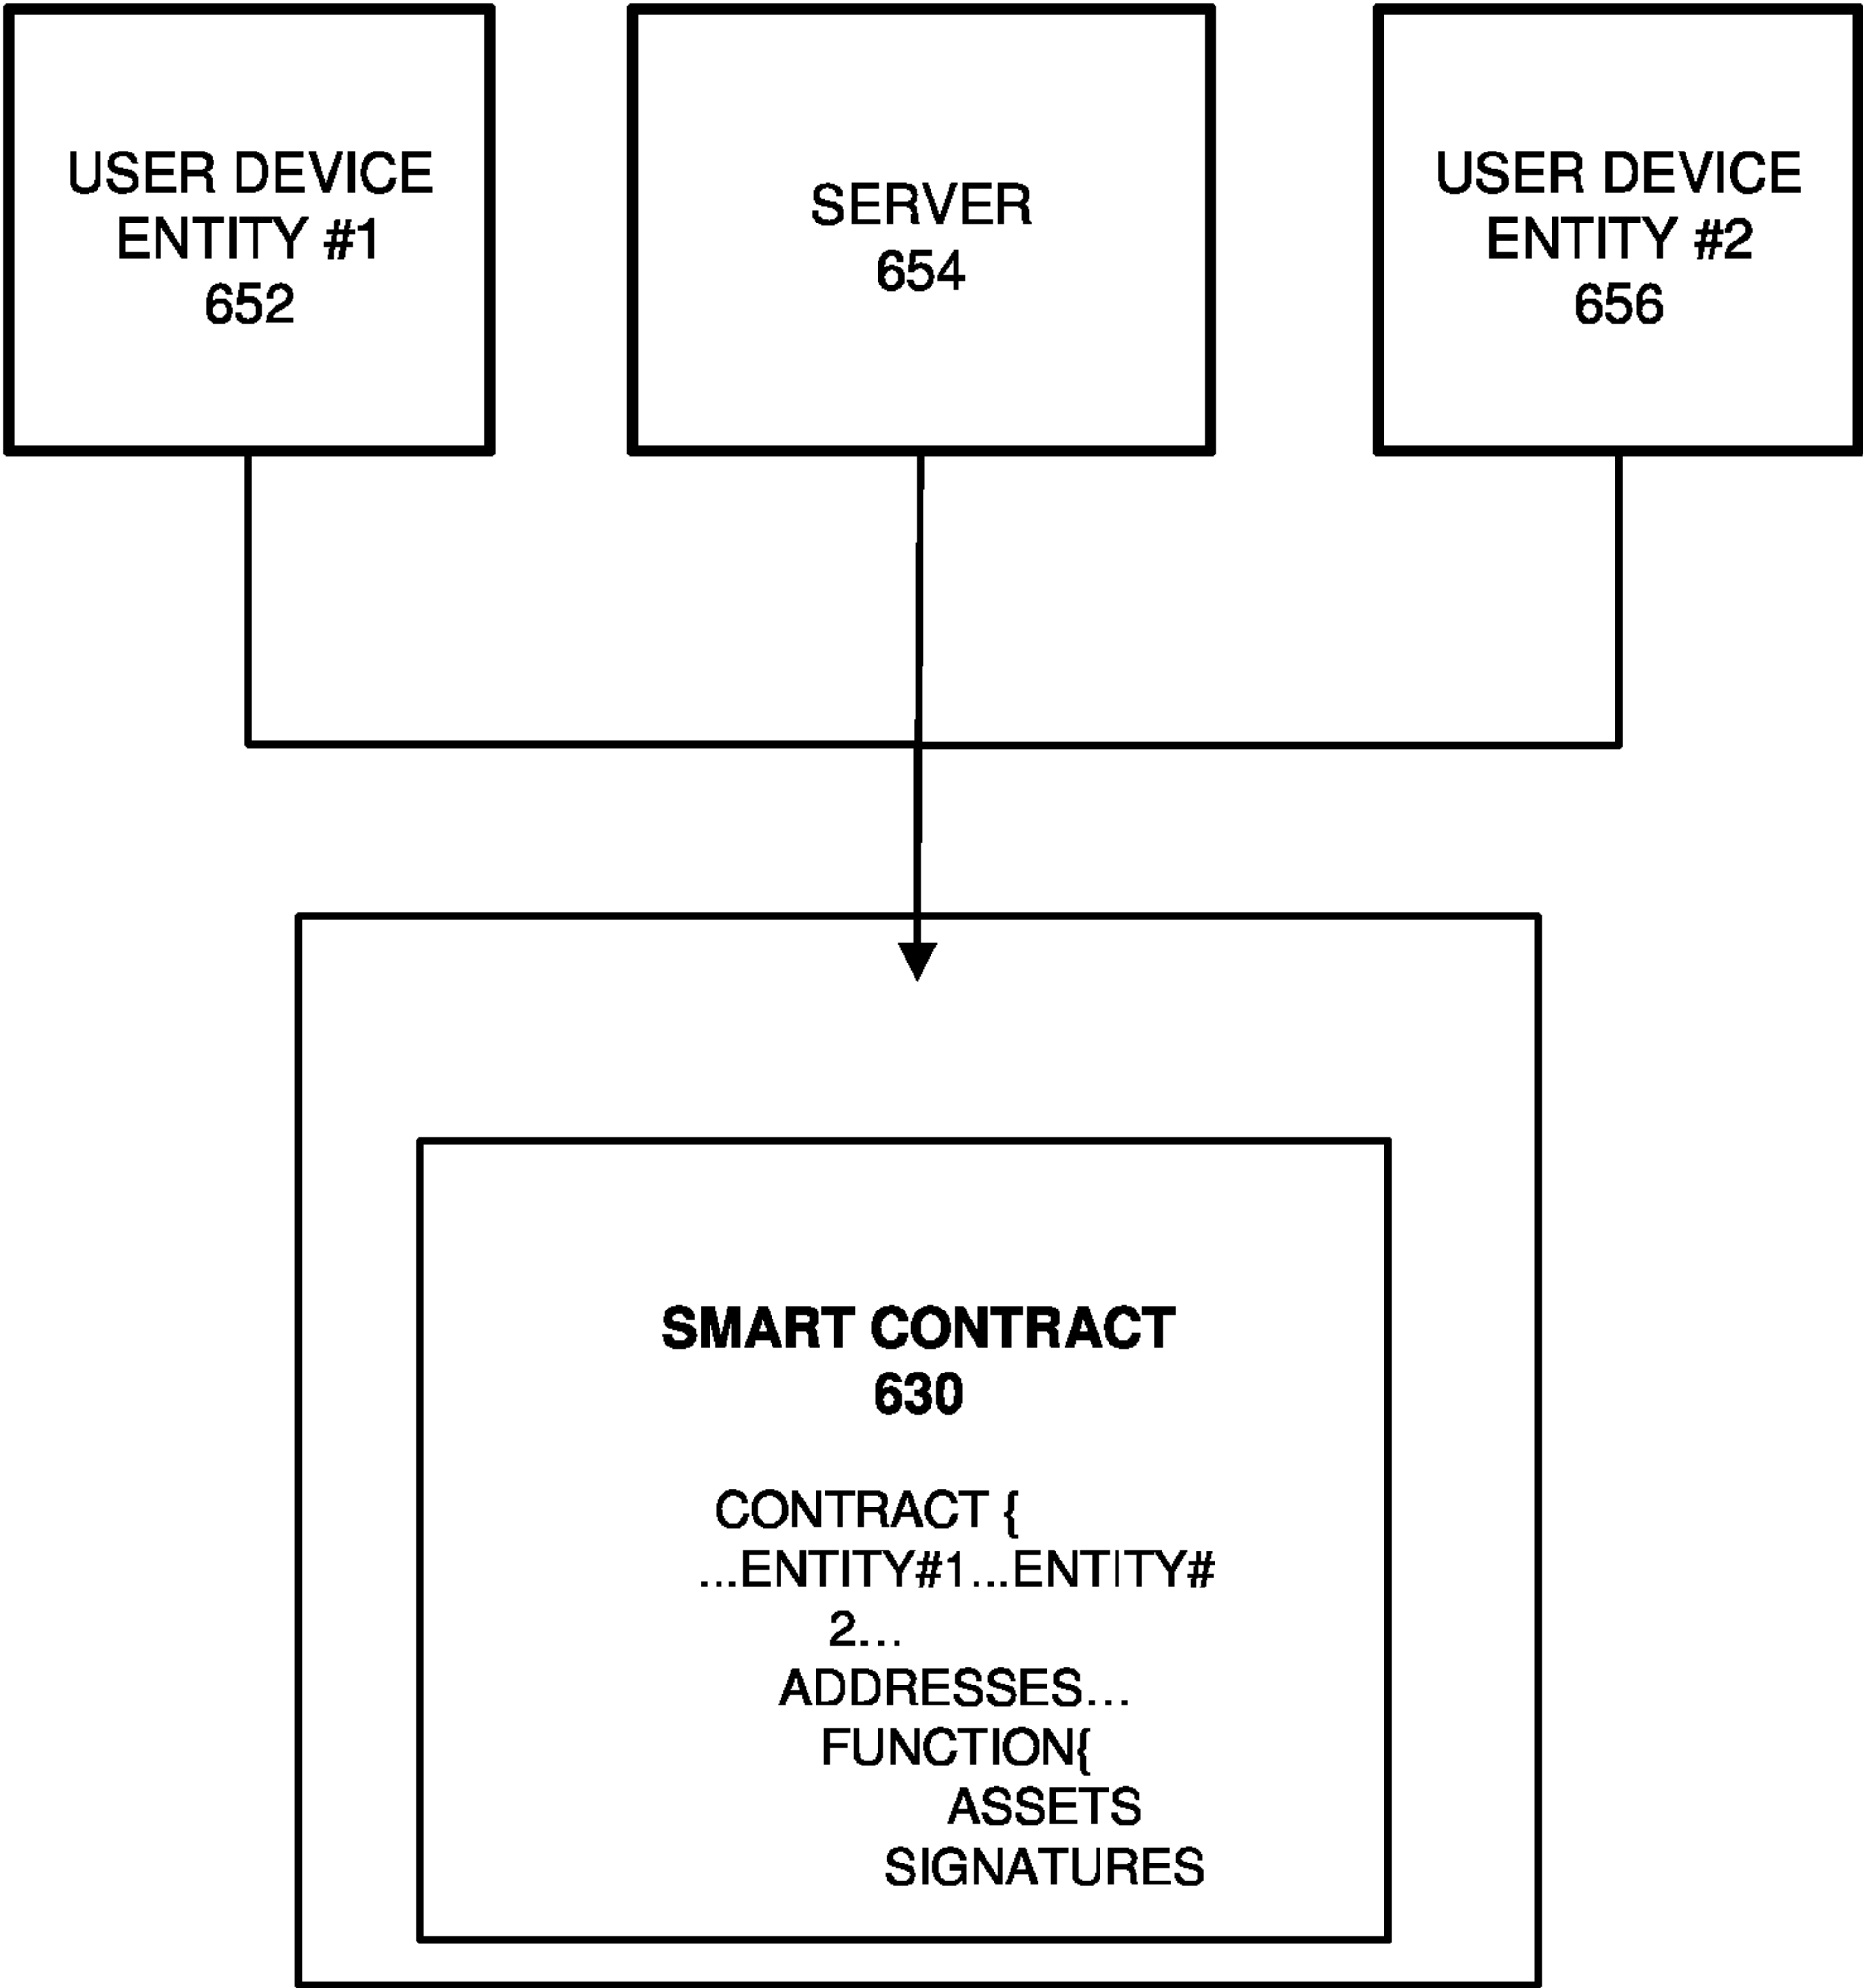 USER DEVICE
ENTITY #1
652
SERVER
654
USER DEVICE
ENTITY #2
656
SMART CONTRACT
630
CONTRACT {
...ENTITY#1...ENTITY#
2...
ADDRESSES...
FUNCTION{
ASSETS
SIGNATURES